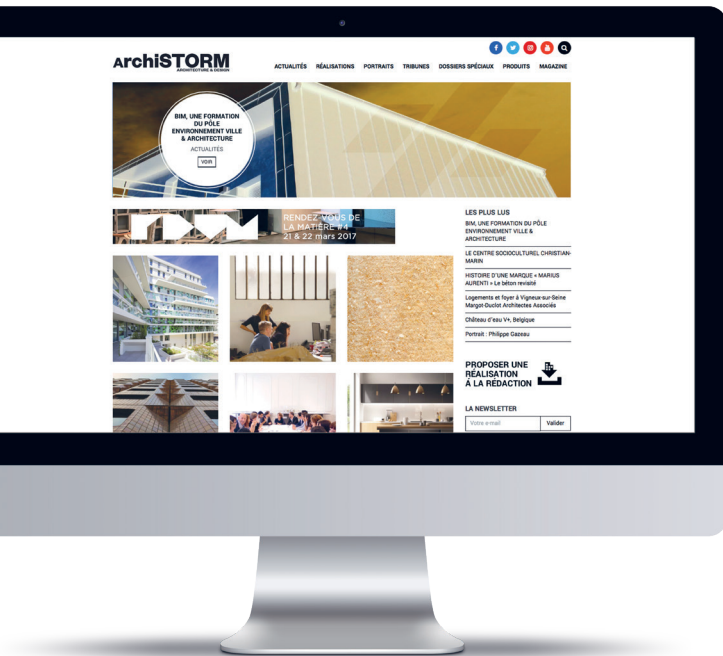 ArchiSTORM
ARCHITECTURE & DESIGN
ACTUALITÉS RÉALISATIONS PORTRAITS TRIBUNES DOSSIERS SPÉCIAUX PRODUITS MAGAZINE
BIM, UNE FORMATION
DU PÔLE
ENVIRONNEMENT VILLE
& ARCHITECTURE
ACTUALITÉS
VOIR
RENDEZ-VOUS DE
LA MATIÈRE #4
21 & 22 mars 2017
LES PLUS LUS
BIM, UNE FORMATION DU PÔLE
ENVIRONNEMENT VILLE &
ARCHITECTURE
LE CENTRE SOCIOCULTUREL CHRISTIAN-
MARIN
HISTOIRE D'UNE MARQUE « MARIUS
AURENTI » Le béton revisité
Logements et foyer à Vigneux-sur-Seine
Margot-Duclot Architectes Associés
Château d'eau V+, Belgique
Portrait : Philippe Gazeau
PROPOSER UNE
RÉALISATION
À LA RÉDACTION
LA NEWSLETTER
Votre e-mail Valider